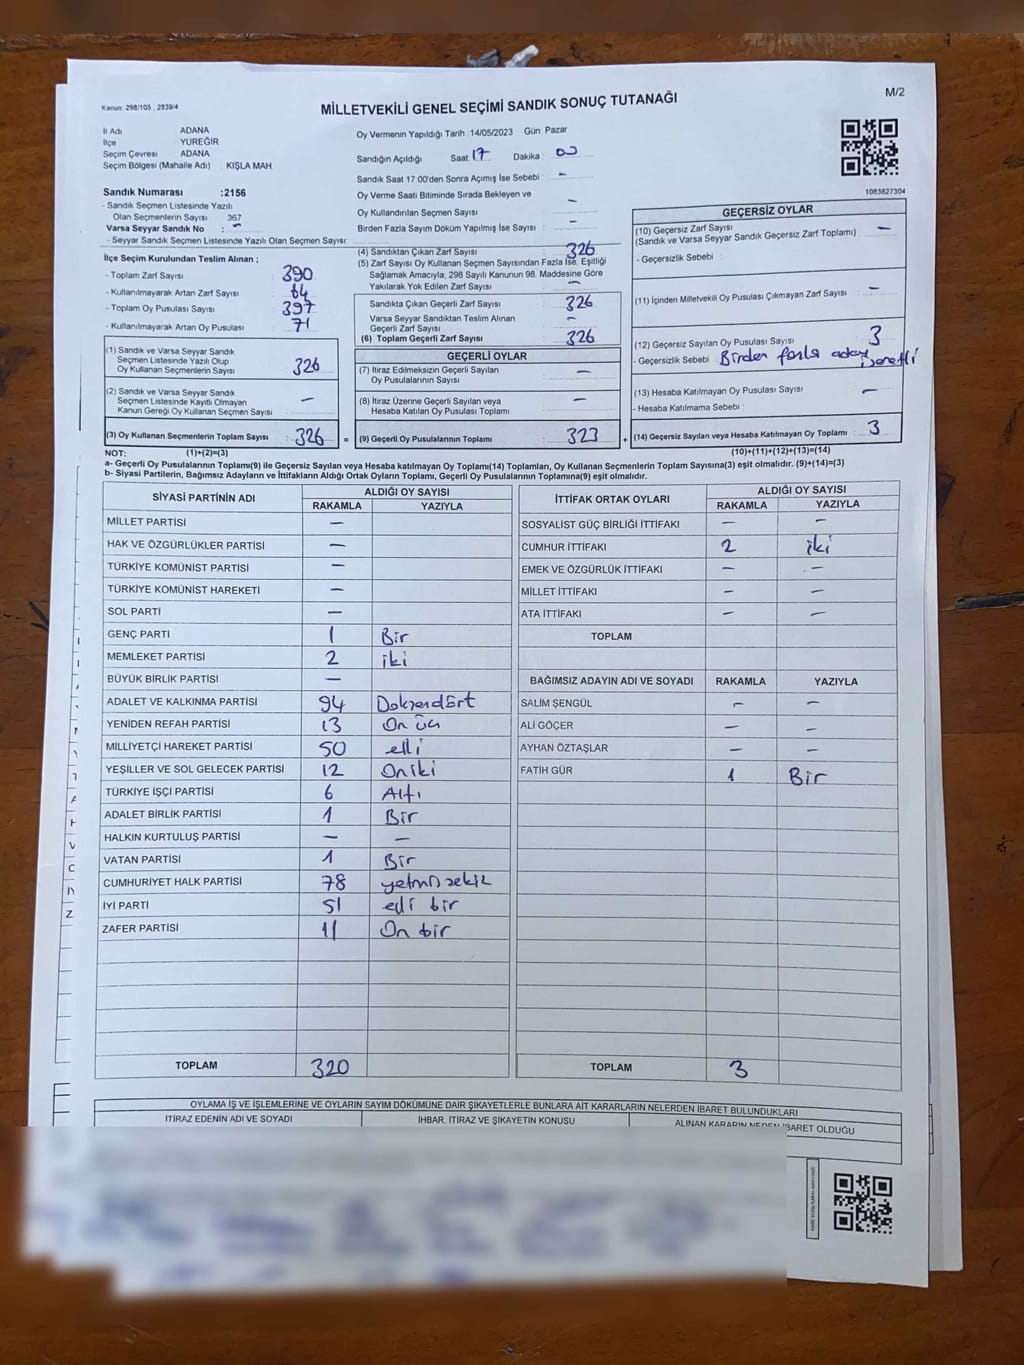 M/2
Kanun: 298/105 , 2839/4
MİLLETVEKİLİ GENEL SEÇİMİ SANDIK SONUÇ TUTANAĞI
İl Adı ADANA
İlçe YÜREĞİR
Seçim Çevresi ADANA
Seçim Bölgesi (Mahalle Adı) : KIŞLA MAH.
Sandık Numarası :2156
- Sandık Seçmen Listesinde Yazılı
Olan Seçmenlerin Sayısı 367
Varsa Seyyar Sandık No : -
- Seyyar Sandık Seçmen Listesinde Yazılı Olan Seçmen Sayısı:
Oy Vermenin Yapıldığı Tarih :14/05/2023 Gün: Pazar
Sandığın Açıldığı Saat 17 Dakika : 00
Sandık Saat 17:00'den Sonra Açımış İse Sebebi : -
Oy Verme Saati Bitiminde Sırada Bekleyen ve
Oy Kullandırılan Seçmen Sayısı -
Birden Fazla Sayım Döküm Yapılmış İse Sayısı : -
1083827304
İlçe Seçim Kurulundan Teslim Alınan ;
- Toplam Zarf Sayısı : 390
- Kullanılmayarak Artan Zarf Sayısı : 64
- Toplam Oy Pusulası : 397
- Kullanılmayarak Artan Oy Pusulası : 71
(1) Sandık ve Varsa Seyyar Sandık
Seçmen Listesinde Yazılı Olup
Oy Kullanan Seçmenlerin Sayısı : 326
(2) Sandık ve Varsa Seyyar Sandık
Seçmen Listesinde Kayıtlı Olmayan
Kanun Gereği Oy Kullanan Seçmen Sayısı : -
(3) Oy Kullanan Seçmenlerin Toplam Sayısı : 326 =
(4) Sandıktan Çıkan Zarf Sayısı : 326
(5) Zarf Sayısı Oy Kullanan Seçmen Sayısından Fazla İse, Eşitliği
Sağlamak Amacıyla; 298 Sayılı Kanunun 98. Maddesine Göre
Yakılarak Yok Edilen Zarf Sayısı : -
Sandıkta Çıkan Geçerli Zarf Sayısı : 326
Varsa Seyyar Sandıktan Teslim Alınan
Geçerli Zarf Sayısı : -
(6) Toplam Geçerli Zarf Sayısı : 326
GEÇERLİ OYLAR
(7) İtiraz Edilmeksizin Geçerli Sayılan
Oy Pusulalarının Sayısı : -
(8) İtiraz Üzerine Geçerli Sayılan veya
Hesaba Katılan Oy Pusulası Toplamı : -
(9) Geçerli Oy Pusulalarının Toplamı : 323 +
GEÇERSİZ OYLAR
(10) Geçersiz Zarf Sayısı
(Sandık ve Varsa Seyyar Sandık Geçersiz Zarf Toplamı) : -
- Geçersizlik Sebebi :
(11) İçinden Milletvekili Oy Pusulası Çıkmayan Zarf Sayısı : -
(12) Geçersiz Sayılan Oy Pusulası Sayısı : 3
- Geçersizlik Sebebi : Birden fazla aday işaretli
(13) Hesaba Katılmayan Oy Pusulası Sayısı : -
- Hesaba Katılmama Sebebi :
(14) Geçersiz Sayılan veya Hesaba Katılmayan Oy Toplamı : 3
NOT: (1)+(2)=(3) (10)+(11)+(12)+(13)=(14)
a- Geçerli Oy Pusulalarının Toplamı(9) ile Geçersiz Sayılan veya Hesaba katılmayan Oy Toplamı(14) Toplamları, Oy Kullanan Seçmenlerin Toplam Sayısına(3) eşit olmalıdır. (9)+(14)=(3)
b- Siyasi Partilerin, Bağımsız Adayların ve İttifakların Aldığı Ortak Oyların Toplamı, Geçerli Oy Pusulalarının Toplamına(9) eşit olmalıdır.
SİYASİ PARTİNİN ADI ALDIĞI OY SAYISI
RAKAMLA YAZIYLA
MİLLET PARTİSİ -
HAK VE ÖZGÜRLÜKLER PARTİSİ -
TÜRKİYE KOMÜNİST PARTİSİ -
TÜRKİYE KOMÜNİST HAREKETİ -
SOL PARTİ -
GENÇ PARTİ 1 Bir
MEMLEKET PARTİSİ 2 iki
BÜYÜK BİRLİK PARTİSİ -
ADALET VE KALKINMA PARTİSİ 94 Doksandört
YENİDEN REFAH PARTİSİ 13 On üç
MİLLİYETÇİ HAREKET PARTİSİ 50 elli
YEŞİLLER VE SOL GELECEK PARTİSİ 12 Oniki
TÜRKİYE İŞÇİ PARTİSİ 6 Altı
ADALET BİRLİK PARTİSİ 1 Bir
HALKIN KURTULUŞ PARTİSİ - -
VATAN PARTİSİ 1 Bir
CUMHURİYET HALK PARTİSİ 78 yetmişsekiz
İYİ PARTİ 51 elli bir
ZAFER PARTİSİ 11 On bir
TOPLAM 320
İTTİFAK ORTAK OYLARI ALDIĞI OY SAYISI
RAKAMLA YAZIYLA
SOSYALİST GÜÇ BİRLİĞİ İTTİFAKI - -
CUMHUR İTTİFAKI 2 iki
EMEK VE ÖZGÜRLÜK İTTİFAKI - -
MİLLET İTTİFAKI - -
ATA İTTİFAKI - -
TOPLAM
BAĞIMSIZ ADAYIN ADI VE SOYADI RAKAMLA YAZIYLA
SALİM ŞENGÜL - -
ALİ GÖÇER - -
AYHAN ÖZTAŞLAR - -
FATİH GÜR 1 Bir
TOPLAM 3
OYLAMA İŞ VE İŞLEMLERİNE VE OYLARIN SAYIM DÖKÜMÜNE DAİR ŞİKAYETLERLE BUNLARA AİT KARARLARIN NELERDEN İBARET BULUNDUKLARI
İTİRAZ EDENİN ADI VE SOYADI İHBAR, İTİRAZ VE ŞİKAYETİN KONUSU ALINAN KARARIN NEDEN İBARET OLDUĞU